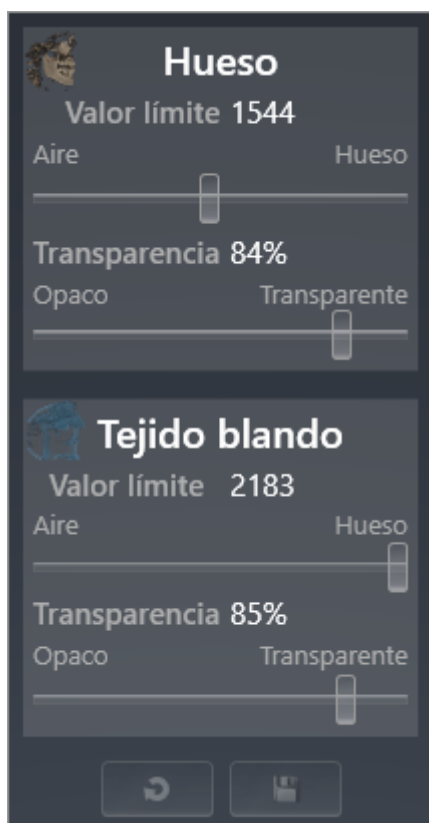 Hueso
Valor límite 1544
Aire Hueso
Transparencia 84%
Opaco Transparente
Tejido blando
Valor límite 2183
Aire Hueso
Transparencia 85%
Opaco Transparente